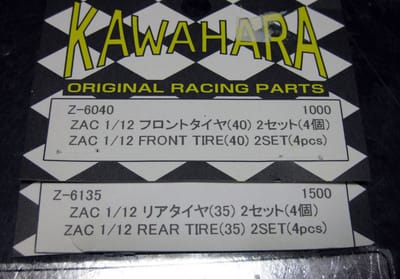 KAWAHARA
ORIGINAL RACING PARTS
Z-6040 1000
ZAC 1/12 フロントタイヤ(40) 2セット(4個)
ZAC 1/12 FRONT TIRE(40) 2SET(4pcs)
Z-6135 1500
ZAC 1/12 リアタイヤ(35) 2セット(4個)
ZAC 1/12 REAR TIRE(35) 2SET(4pcs)